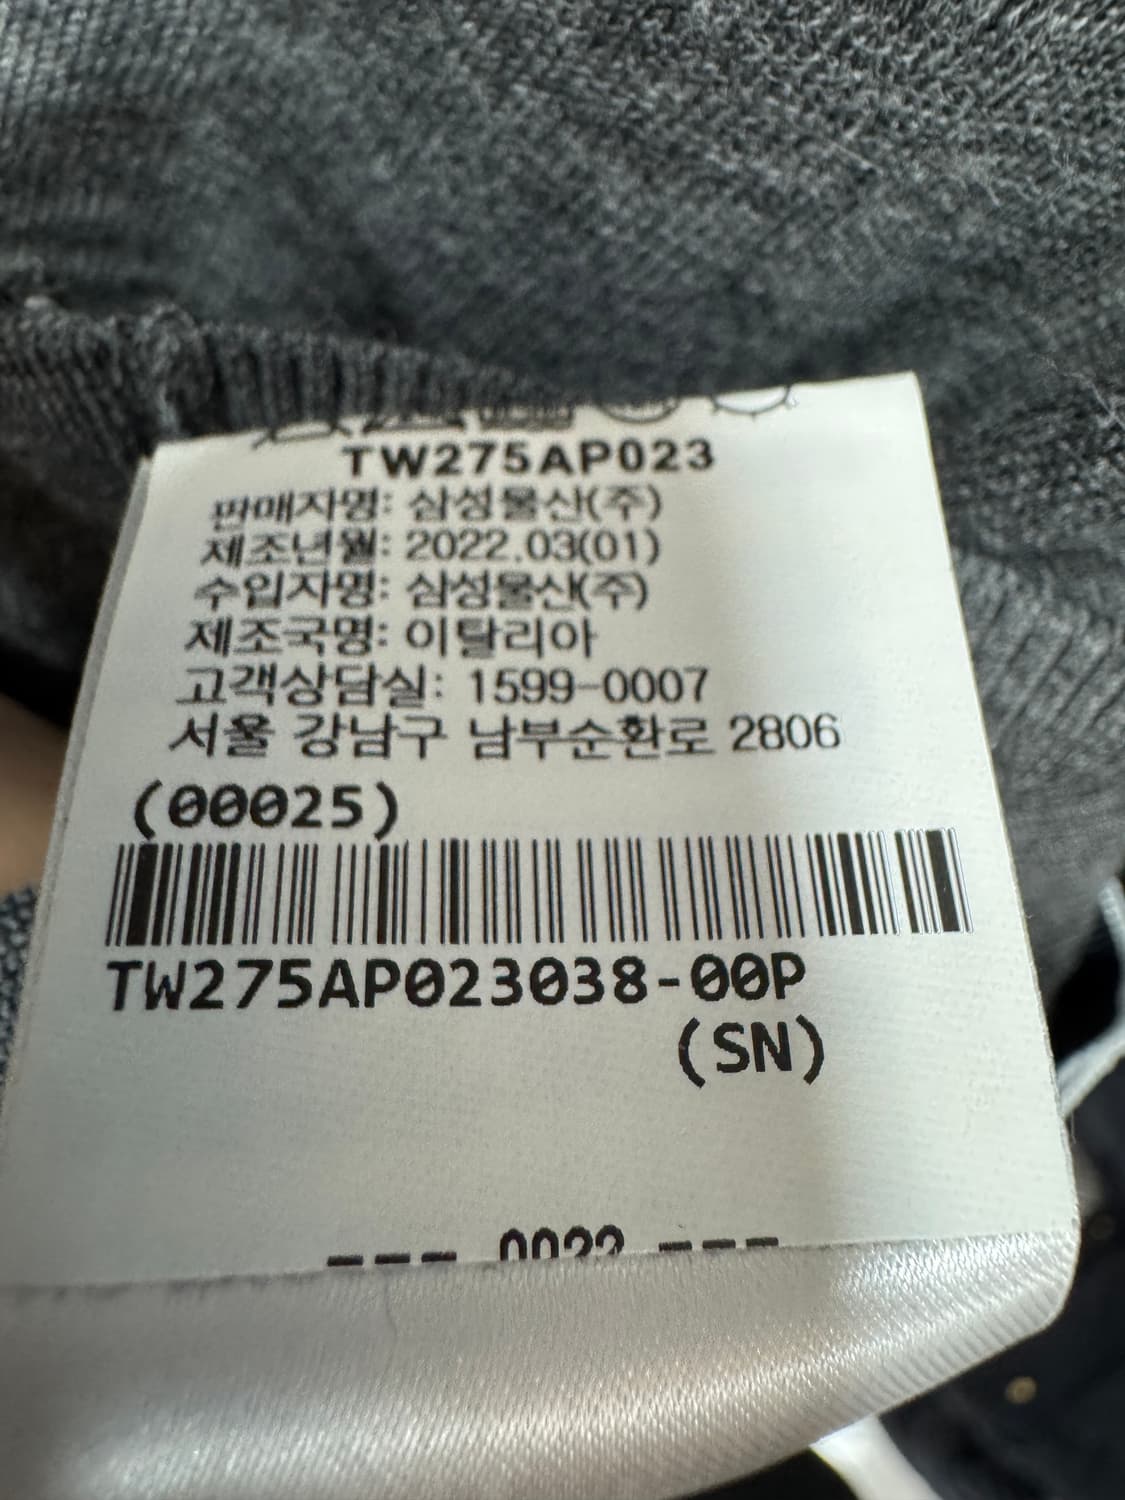 TW275AP023
판매자명: 삼성물산(주)
제조년월: 2022.03(01)
수입자명: 삼성물산(주)
제조국명: 이탈리아
고객상담실: 1599-0007
서울 강남구 남부순환로 2806
(00025)
TW275AP023038-00P
(SN)
--- 0022 ---